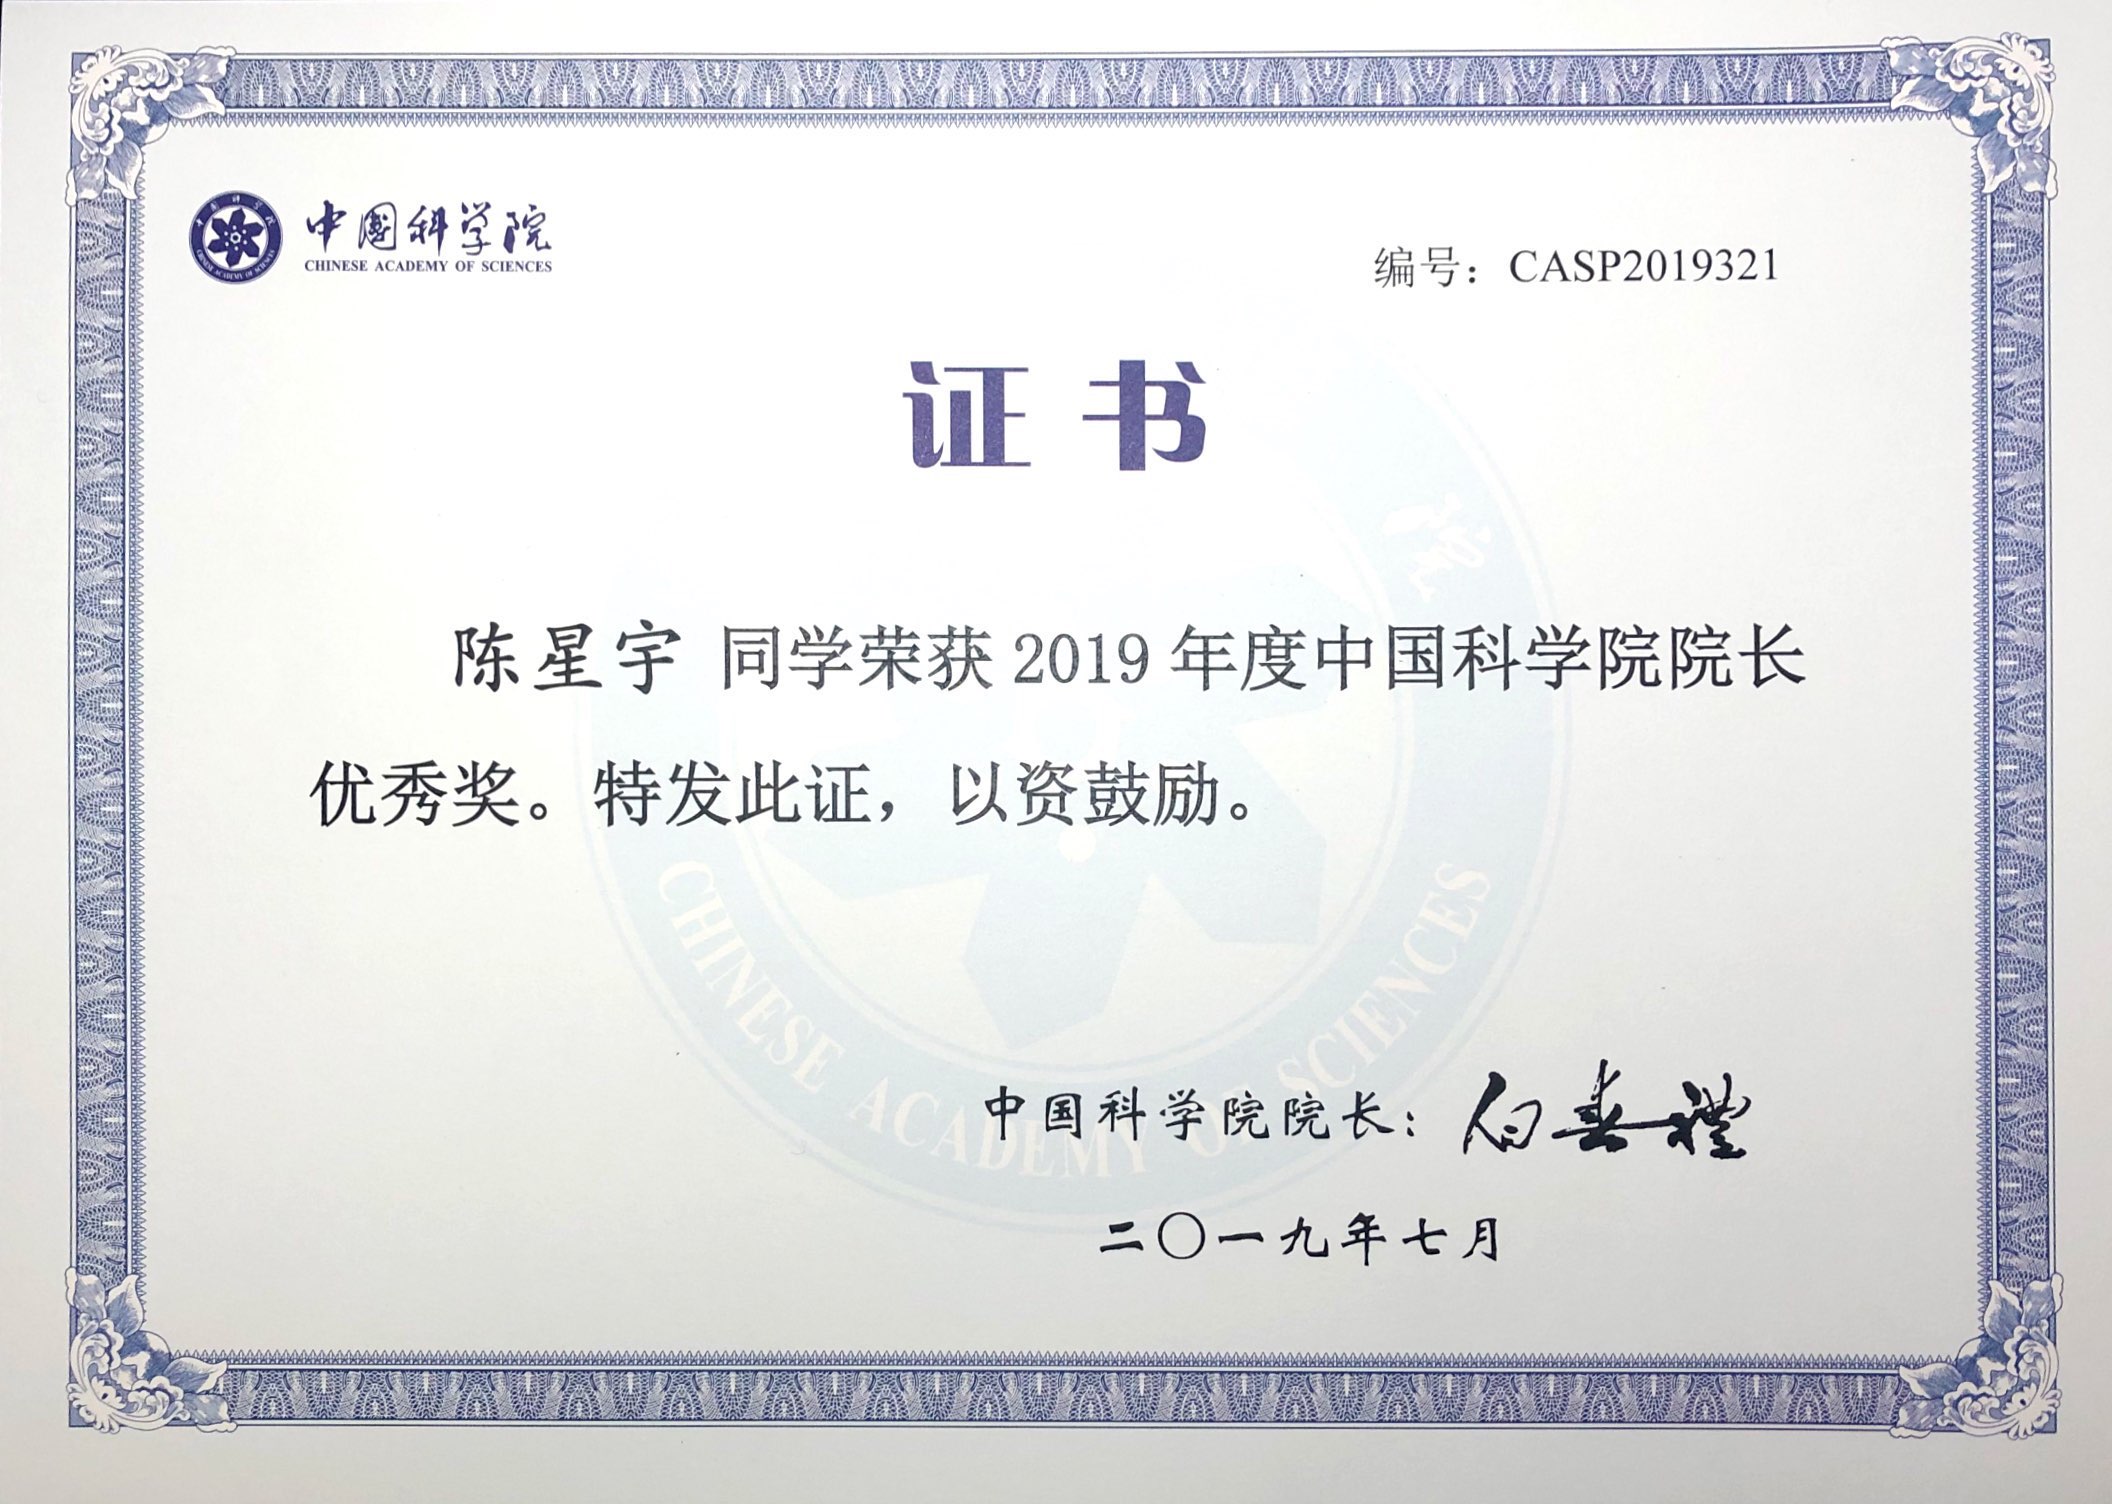 中国科学院
CHINESE ACADEMY OF SCIENCES
编号：CASP2019321
证书
陈星宇 同学荣获 2019 年度中国科学院院长
优秀奖。特发此证，以资鼓励。
院
CHINESE ACADEMY OF SCIENCES
中国科学院院长：白春礼
二〇一九年七月